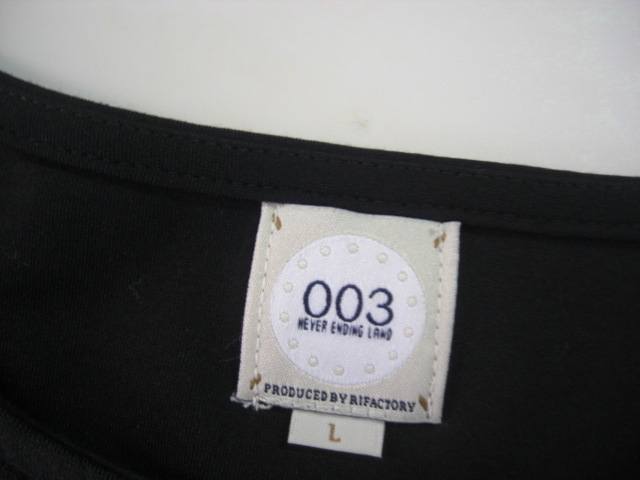 003
NEVER ENDING LAND
PRODUCED BY RIFACTORY
L